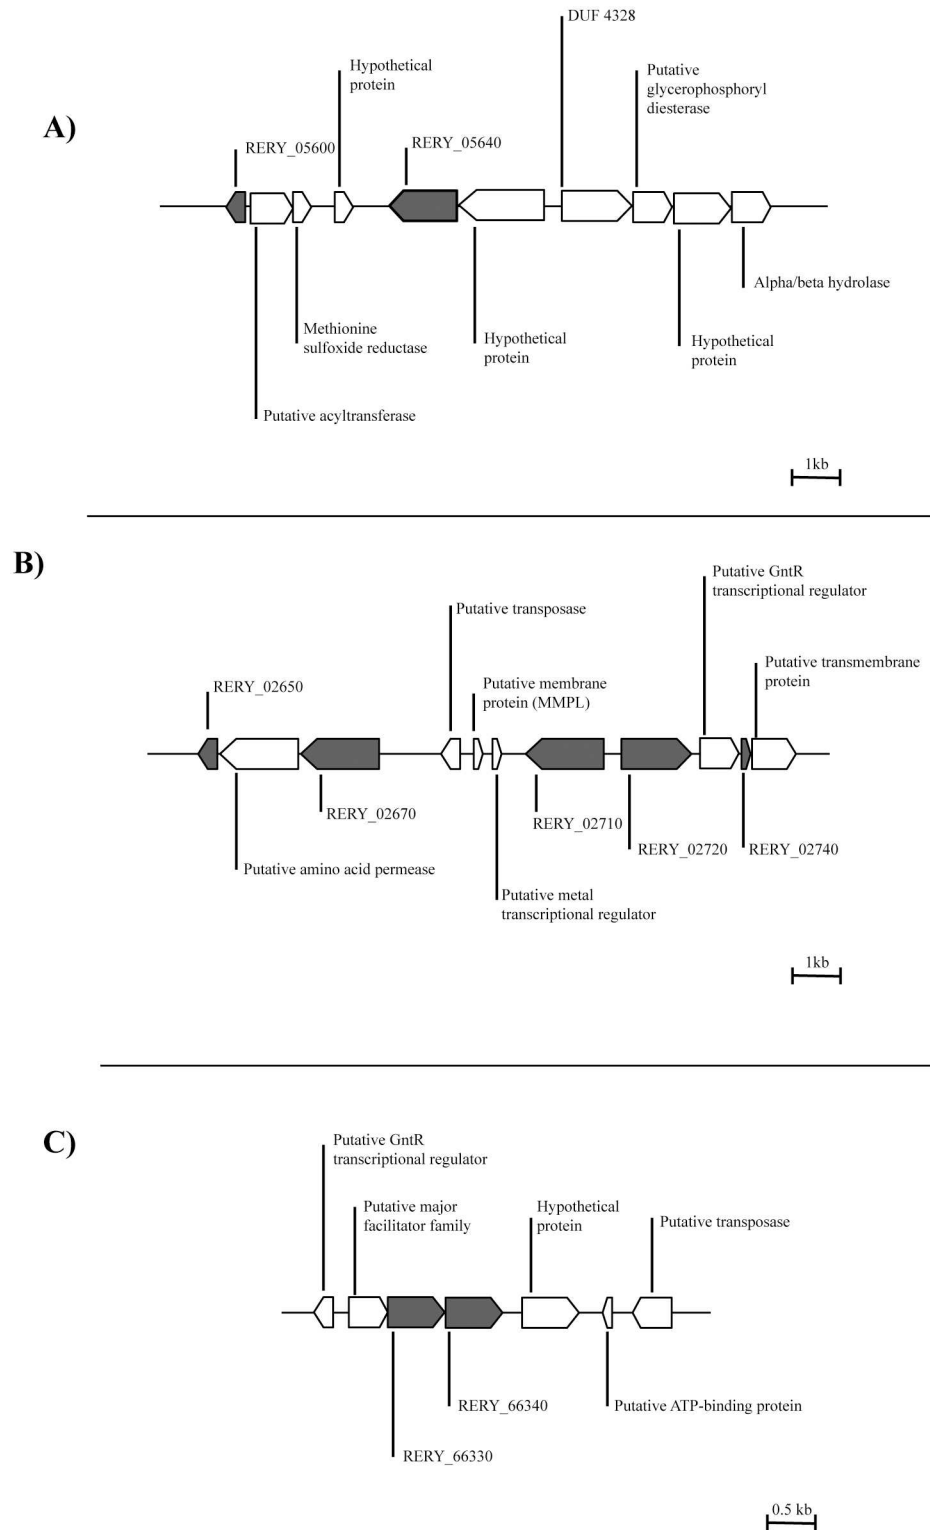 DUF 4328
Hypothetical
protein
Putative
glycerophosphoryl
diesterase
A)
RERY_05600
RERY_05640
Alpha/beta hydrolase
Methionine
sulfoxide reductase
Hypothetical
protein
Hypothetical
protein
Putative acyltransferase
1kb
B)
Putative GntR
transcriptional regulator
Putative transposase
RERY_02650
Putative membrane
protein (MMPL)
Putative transmembrane
protein
RERY_02670
RERY_02710
RERY_02720
RERY_02740
Putative amino acid permease
Putative metal
transcriptional regulator
1kb
C)
Putative GntR
transcriptional regulator
Putative major
facilitator family
Hypothetical
protein
Putative transposase
RERY_66340
Putative ATP-binding protein
RERY_66330
0.5 kb